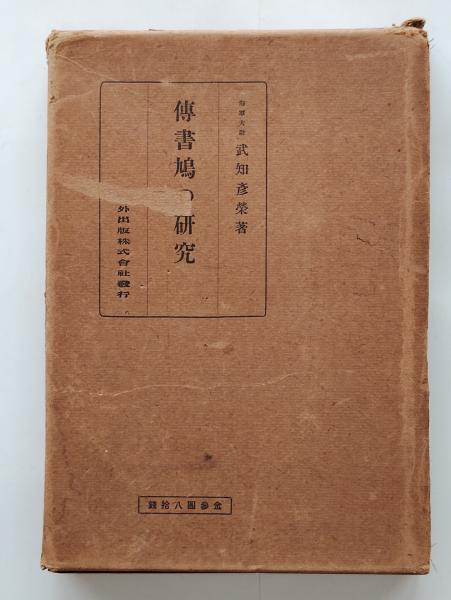 海軍大尉 武知彦榮著
傳書鳩の研究
外出版株式會社發行
金參圓八拾錢